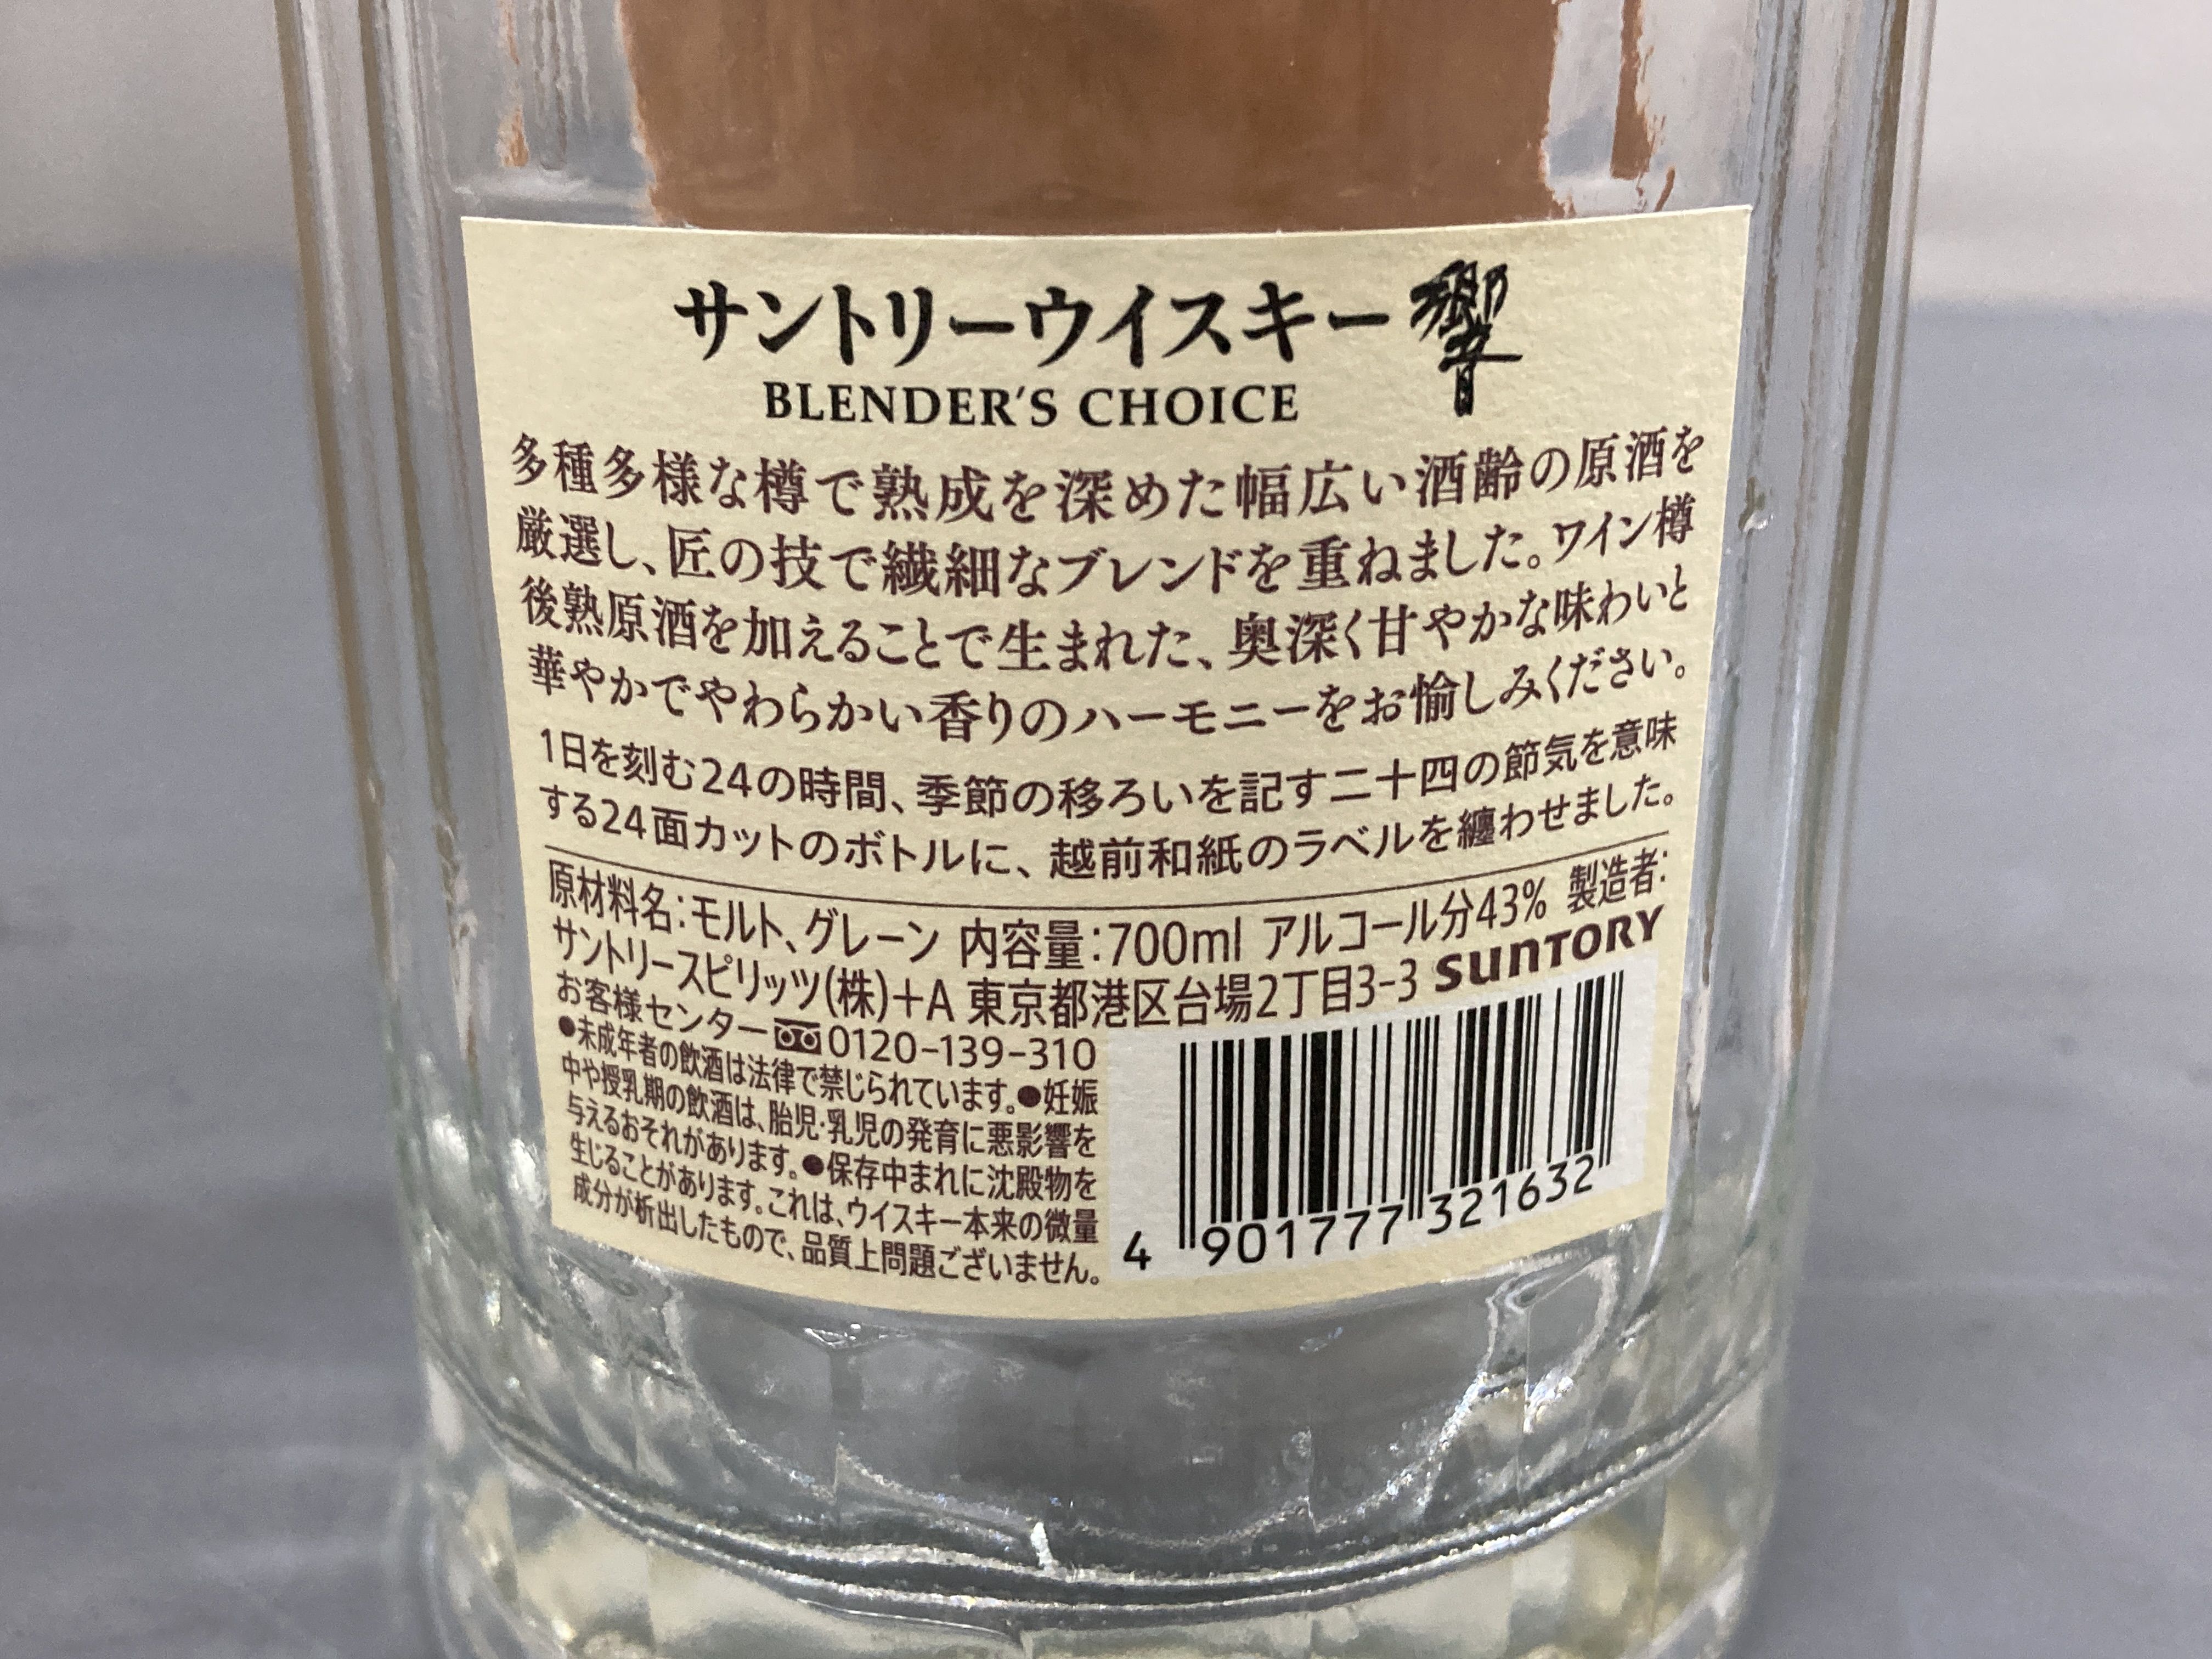 サントリーウイスキー 響
BLENDER'S CHOICE
多種多様な樽で熟成を深めた幅広い酒齢の原酒を
厳選し、匠の技で繊細なブレンドを重ねました。ワイン樽
後熟原酒を加えることで生まれた、奥深く甘やかな味わいと
華やかでやわらかい香りのハーモニーをお愉しみください。
1日を刻む24の時間、季節の移ろいを記す二十四の節気を意味
する24面カットのボトルに、越前和紙のラベルを纏わせました。
原材料名:モルト、グレーン 内容量:700ml アルコール分43% 製造者:
サントリースピリッツ(株)+A 東京都港区台場2丁目3-3 SUNTORY
お客様センター 0120-139-310
●未成年者の飲酒は法律で禁じられています。●妊娠
中や授乳期の飲酒は、胎児・乳児の発育に悪影響を
与えるおそれがあります。●保存中まれに沈殿物を
生じることがあります。これは、ウイスキー本来の微量
成分が析出したもので、品質上問題ございません。
4 901777 321632